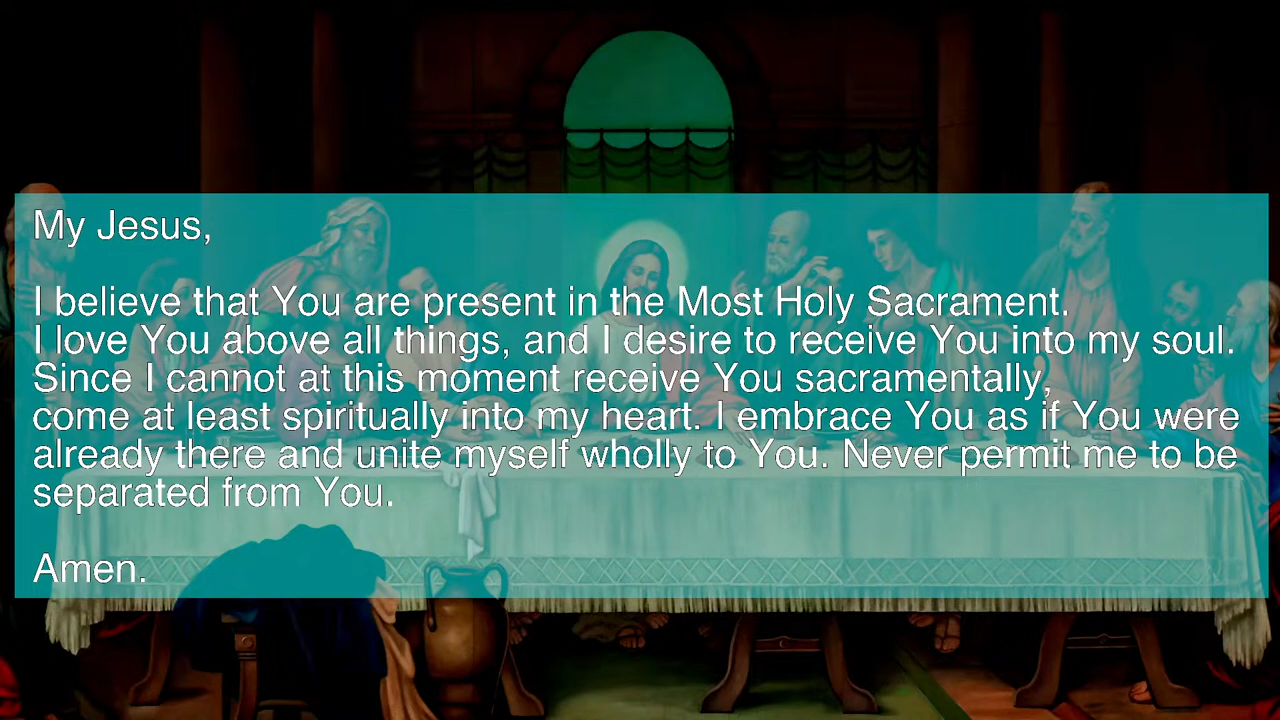 My Jesus,
I believe that You are present in the Most Holy Sacrament.
I love You above all things, and I desire to receive You into my soul.
Since I cannot at this moment receive You sacramentally,
come at least spiritually into my heart. I embrace You as if You were
already there and unite myself wholly to You. Never permit me to be
separated from You.
Amen.